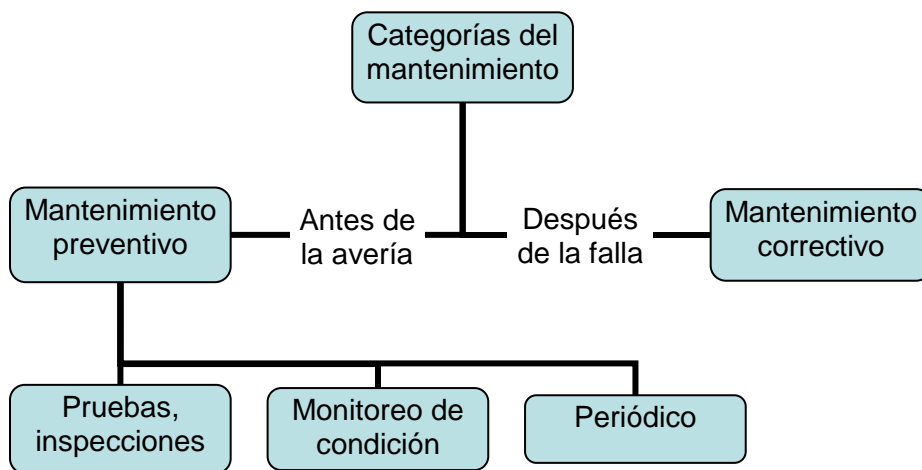 Categorías del
mantenimiento
Mantenimiento
preventivo
Antes de
la avería
Después
de la falla
Mantenimiento
correctivo
Pruebas,
inspecciones
Monitoreo de
condición
Periódico